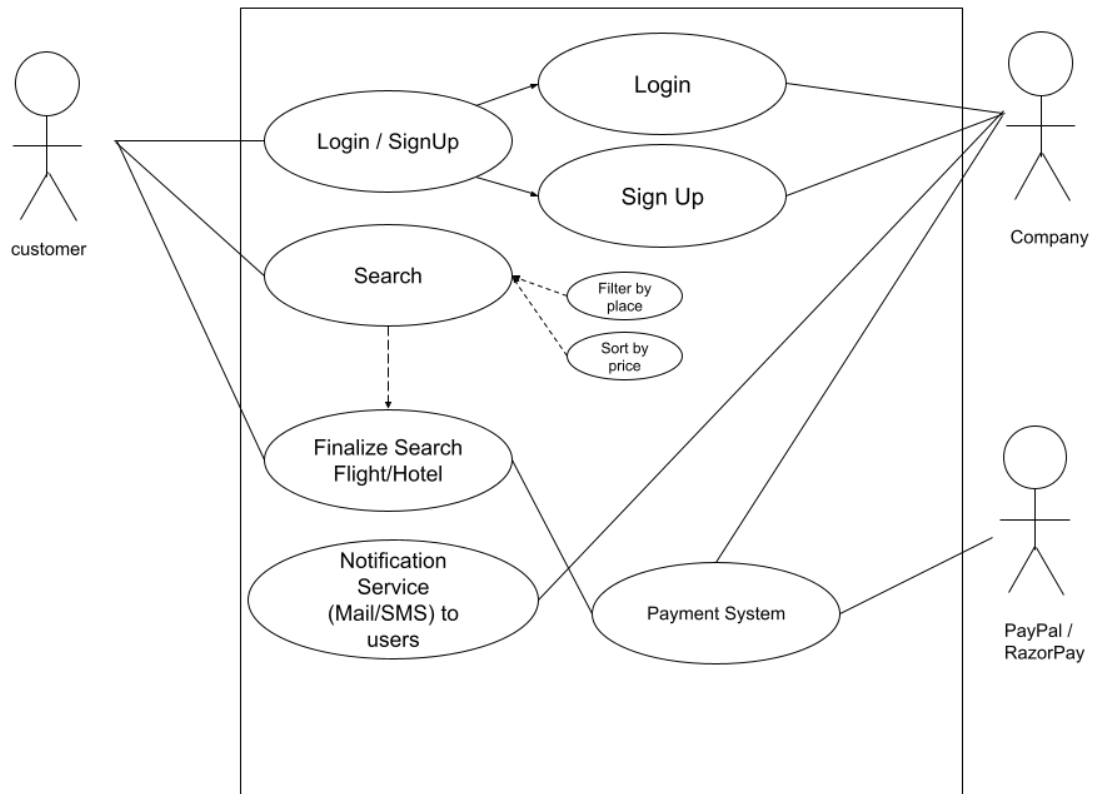 Login
Login / SignUp
Sign Up
customer
Company
Search
Filter by
place
Sort by
price
Finalize Search
Flight/Hotel
Notification
Service
(Mail/SMS) to
users
Payment System
PayPal /
RazorPay